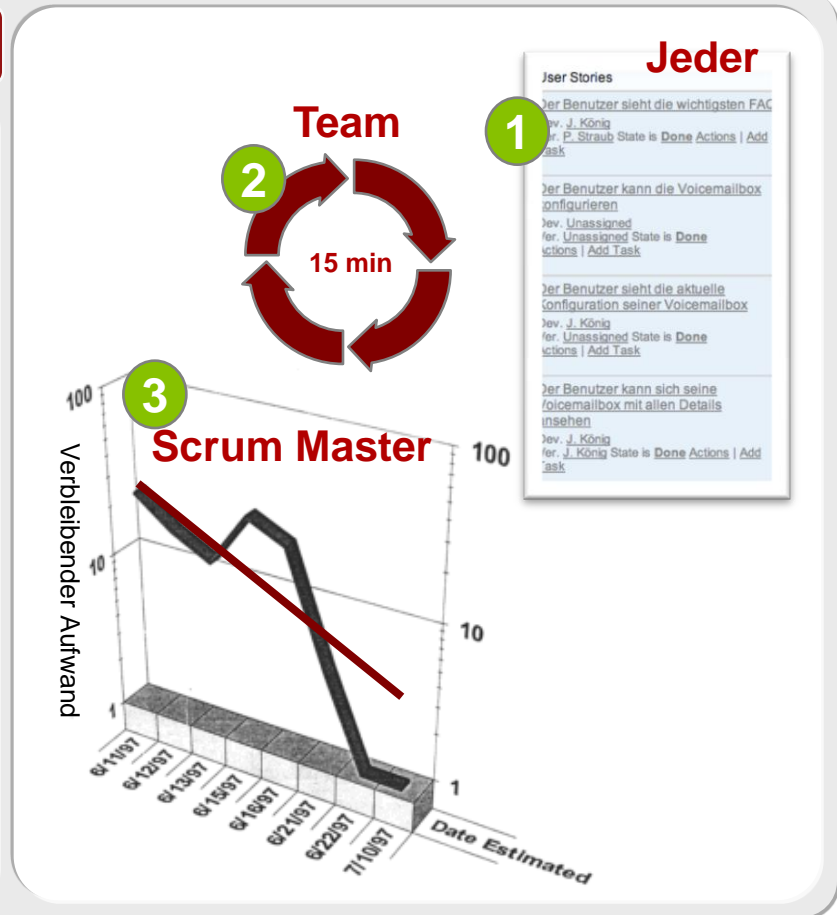 Jeder
User Stories
1
Der Benutzer sieht die wichtigsten FAQ
Dev. J. König
Ver. P. Straub State is Done Actions | Add
Task
Der Benutzer kann die Voicemailbox
konfigurieren
Dev. Unassigned
Ver. Unassigned State is Done
Actions | Add Task
Der Benutzer sieht die aktuelle
Konfiguration seiner Voicemailbox
Dev. J. König
Ver. Unassigned State is Done
Actions | Add Task
Der Benutzer kann sich seine
Voicemailbox mit allen Details
ansehen
Dev. J. König
Ver. J. König State is Done Actions | Add
Task
Team
2
15 min
3
Scrum Master
Verbleibender Aufwand
100
10
1
100
10
1
6/11/97
6/12/97
6/13/97
6/15/97
6/16/97
6/21/97
6/22/97
7/10/97
Date Estimated